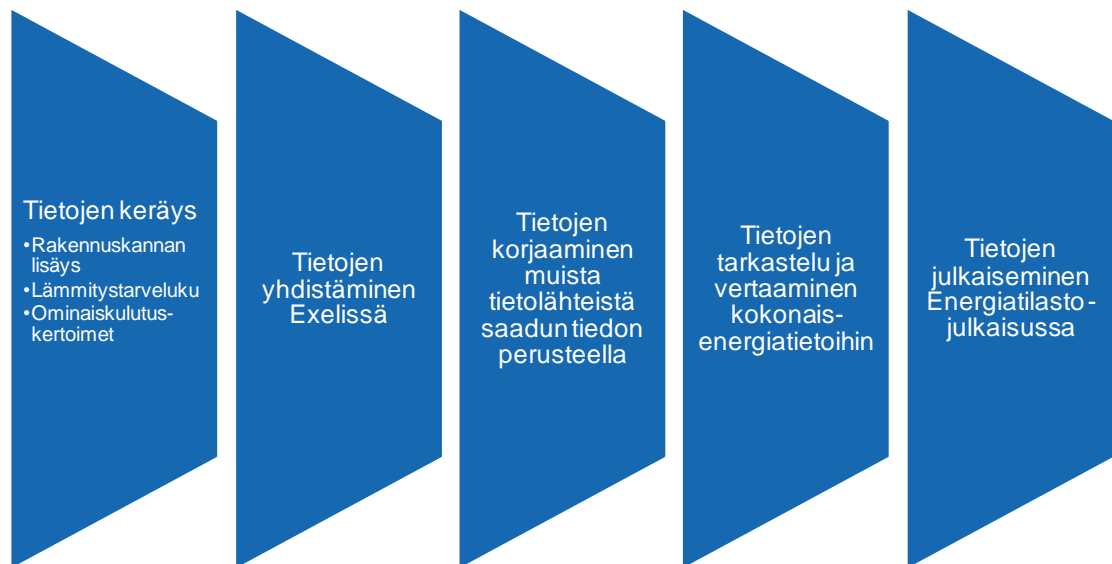 Tietojen keräys
•Rakennuskannan
lisäys
•Lämmitystarveluku
•Ominaiskulutus-
kertoimet
Tietojen
yhdistäminen
Exelissä
Tietojen
korjaaminen
muista
tietolähteistä
saadun tiedon
perusteella
Tietojen
tarkastelu ja
vertaaminen
kokonais-
energiatietoihin
Tietojen
julkaiseminen
Energiatilasto-
julkaisussa